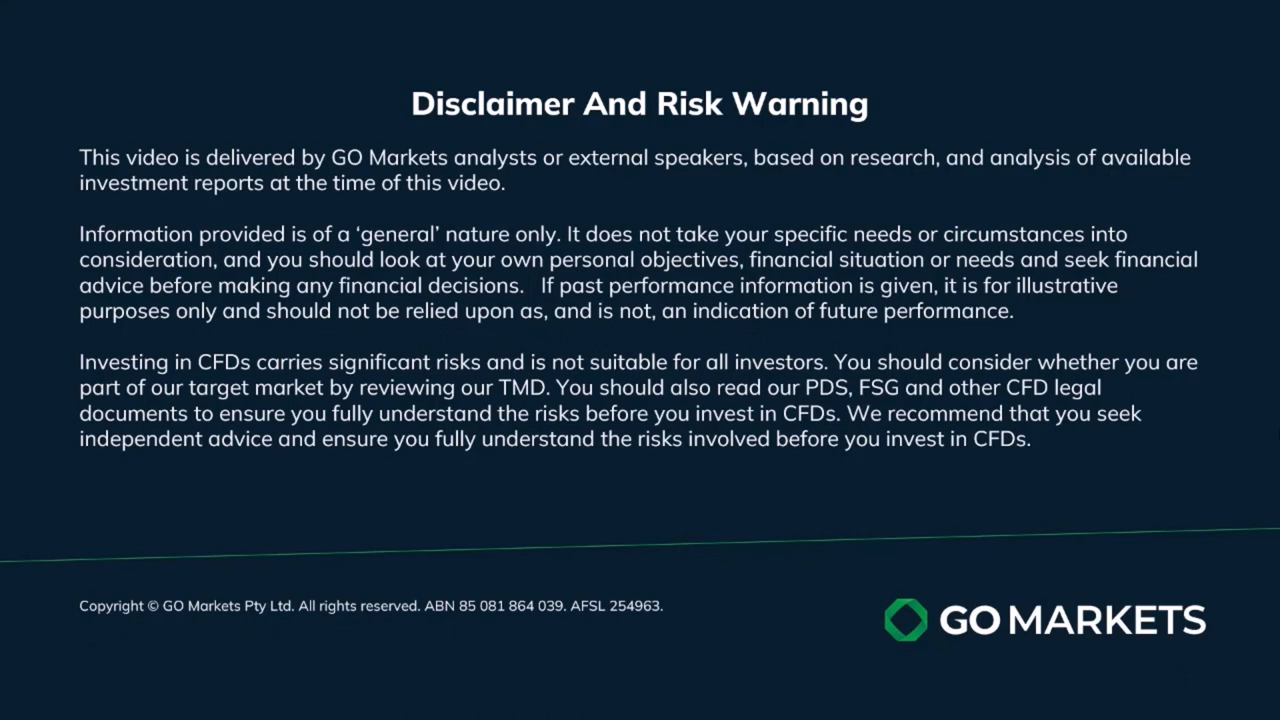 Disclaimer And Risk Warning
This video is delivered by GO Markets analysts or external speakers, based on research, and analysis of available
investment reports at the time of this video.
Information provided is of a ‘general’ nature only. It does not take your specific needs or circumstances into
consideration, and you should look at your own personal objectives, financial situation or needs and seek financial
advice before making any financial decisions.   If past performance information is given, it is for illustrative
purposes only and should not be relied upon as, and is not, an indication of future performance.
Investing in CFDs carries significant risks and is not suitable for all investors. You should consider whether you are
part of our target market by reviewing our TMD. You should also read our PDS, FSG and other CFD legal
documents to ensure you fully understand the risks before you invest in CFDs. We recommend that you seek
independent advice and ensure you fully understand the risks involved before you invest in CFDs.
Copyright © GO Markets Pty Ltd. All rights reserved. ABN 85 081 864 039. AFSL 254963.
GO MARKETS